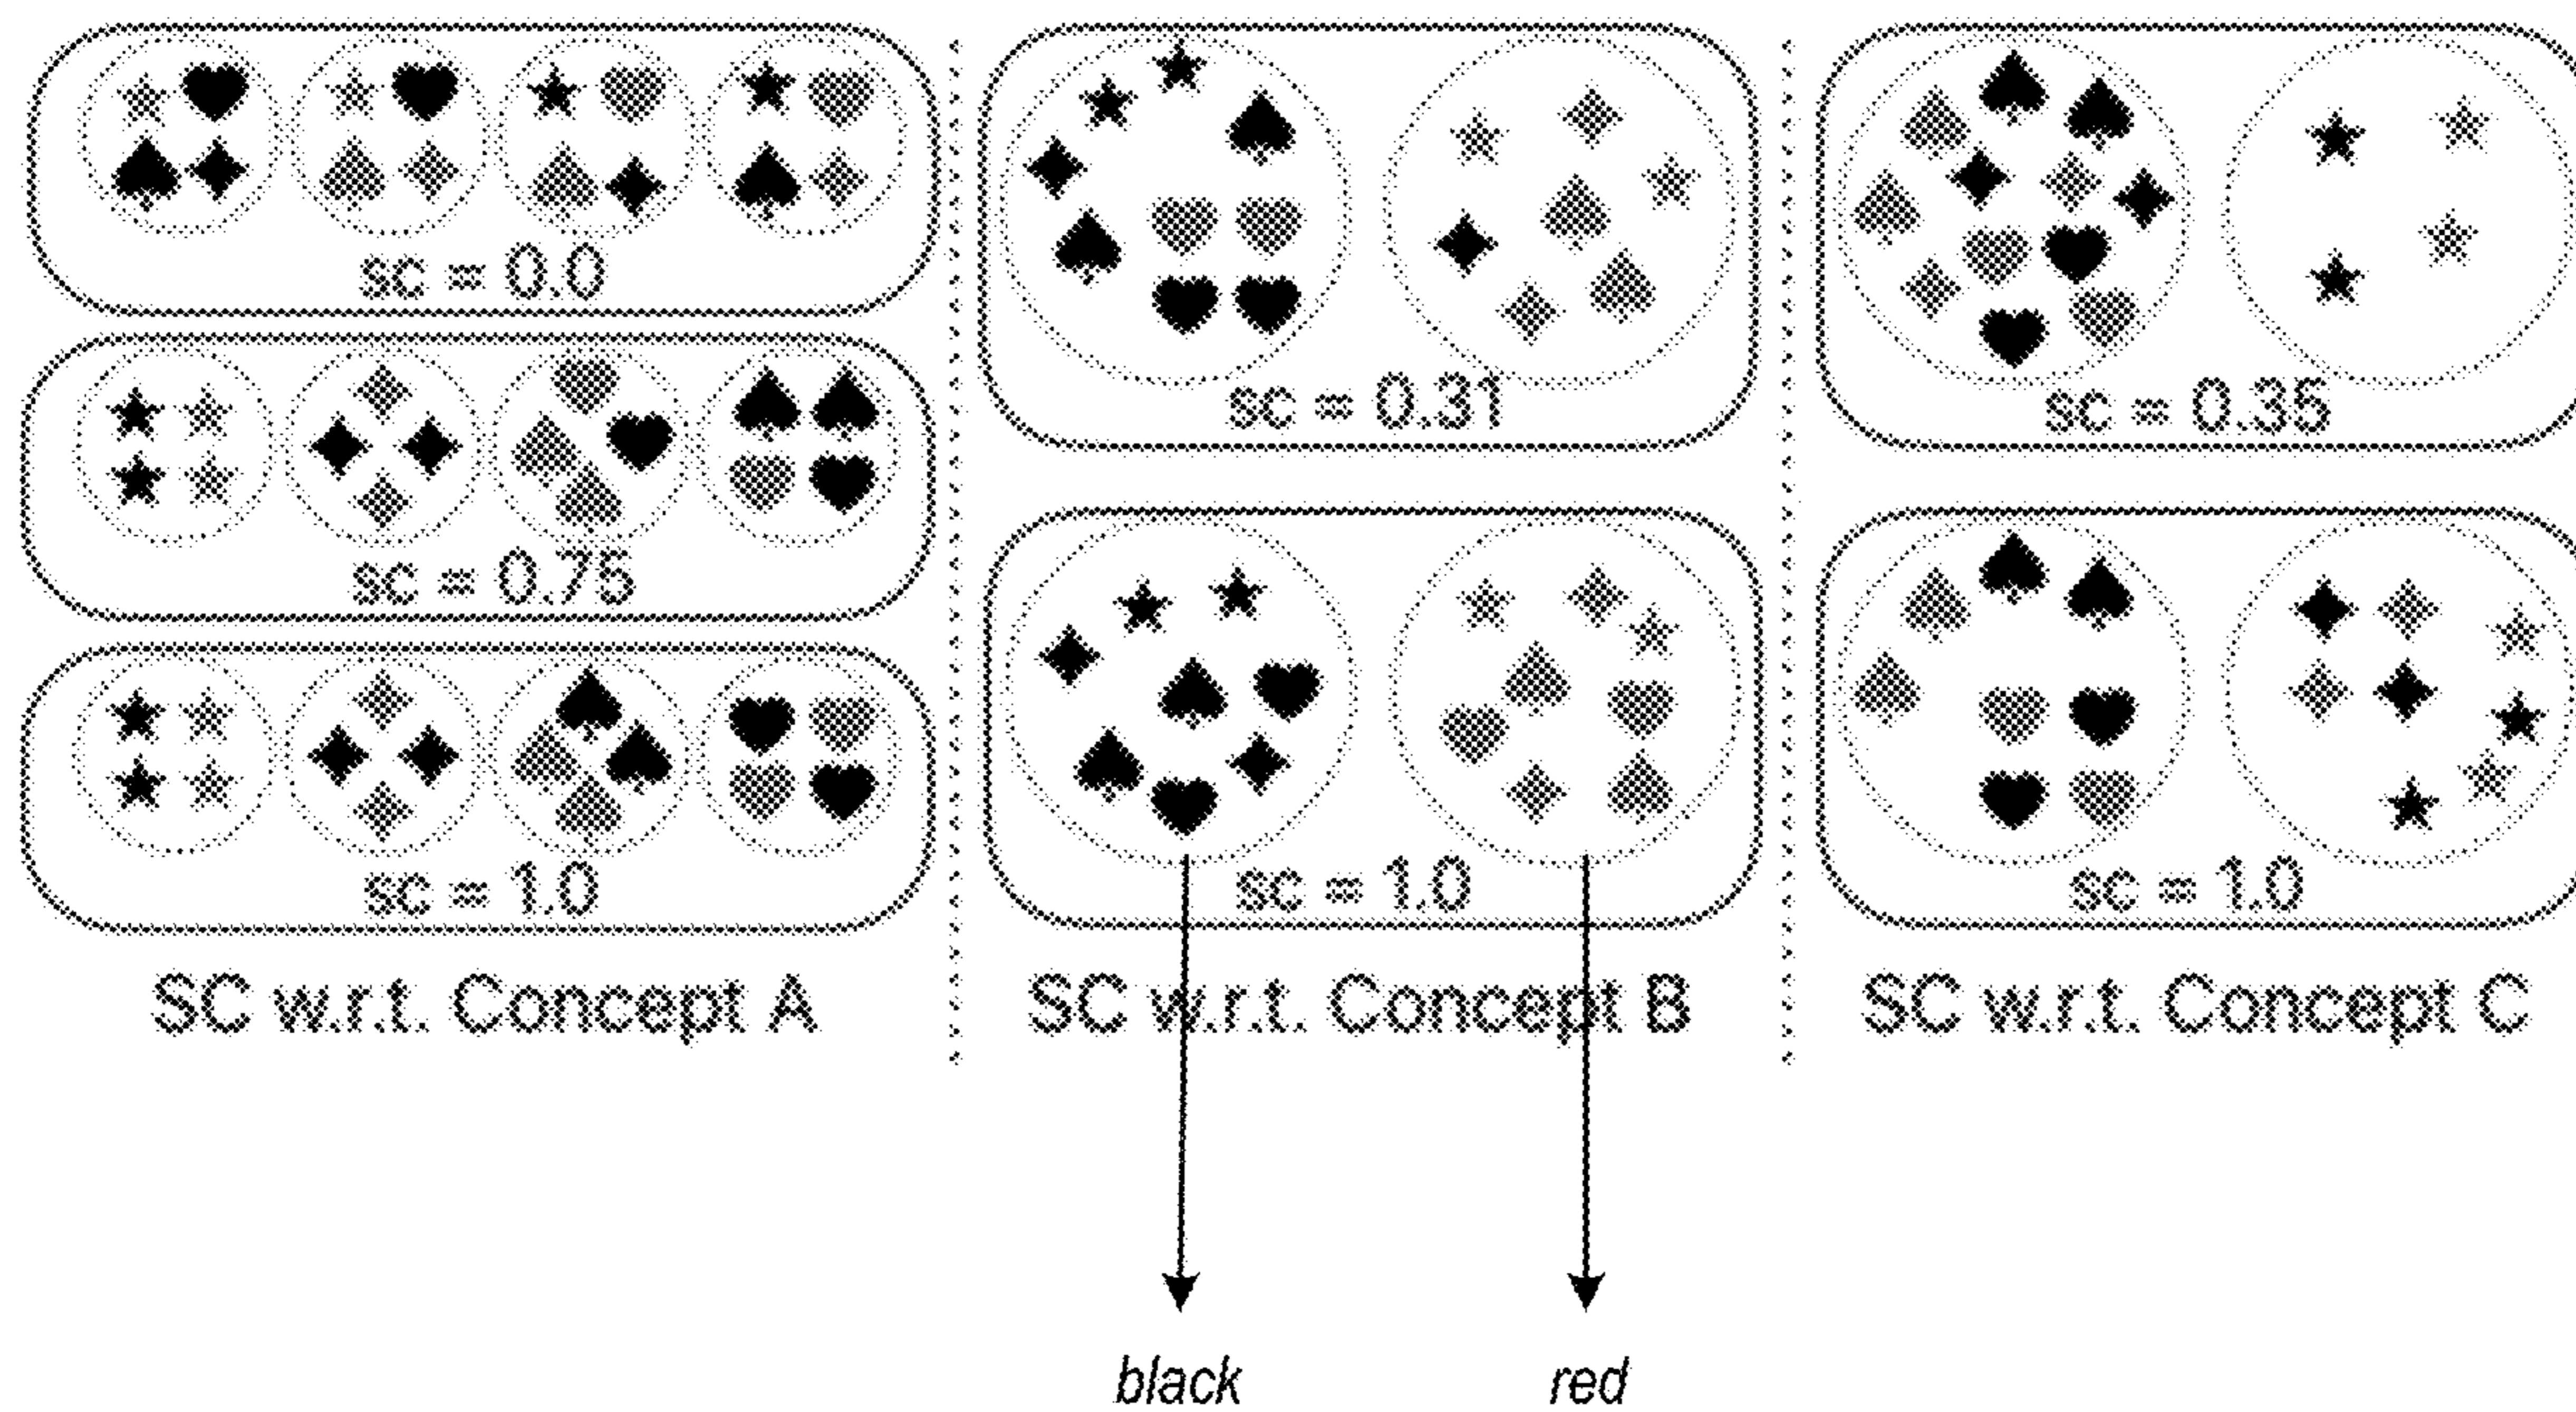 sc = 0.0
sc = 0.75
sc = 1.0
SC w.r.t. Concept A
sc = 0.31
sc = 1.0
SC w.r.t. Concept B
black
red
sc = 0.35
sc = 1.0
SC w.r.t. Concept C